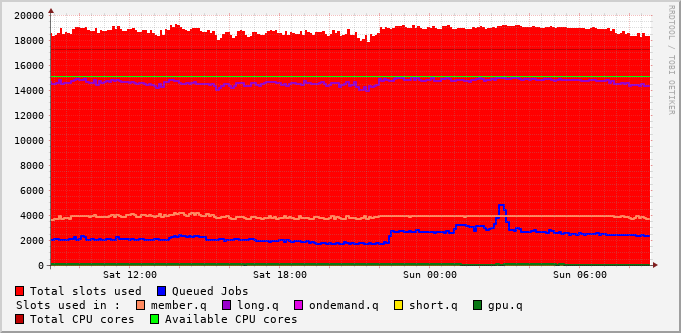 20000
18000
16000
14000
12000
10000
8000
6000
4000
2000
0
Sat 12:00 Sat 18:00 Sun 00:00 Sun 06:00
RRDTOOL / TOBI OETIKER
Total slots used Queued Jobs
Slots used in : member.q long.q ondemand.q short.q gpu.q
Total CPU cores Available CPU cores